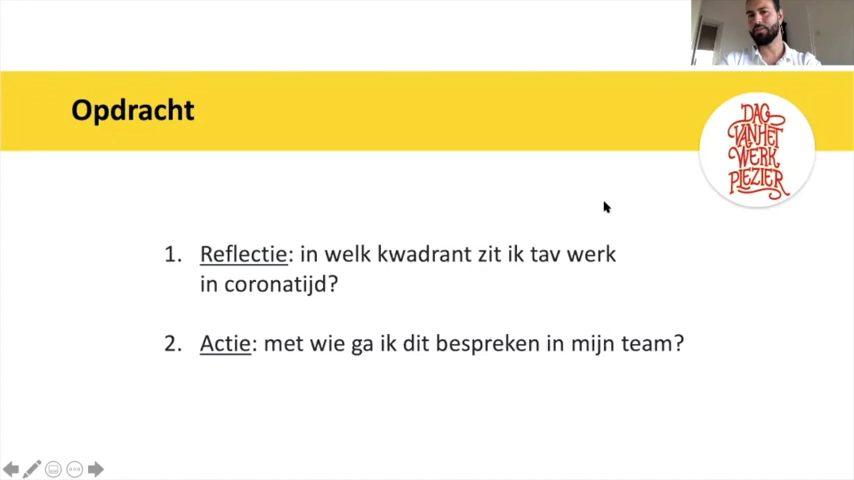 Opdracht
DAG
VAN HET
WERK
PLEZIER
1. Reflectie: in welk kwadrant zit ik tav werk
in coronatijd?
2. Actie: met wie ga ik dit bespreken in mijn team?